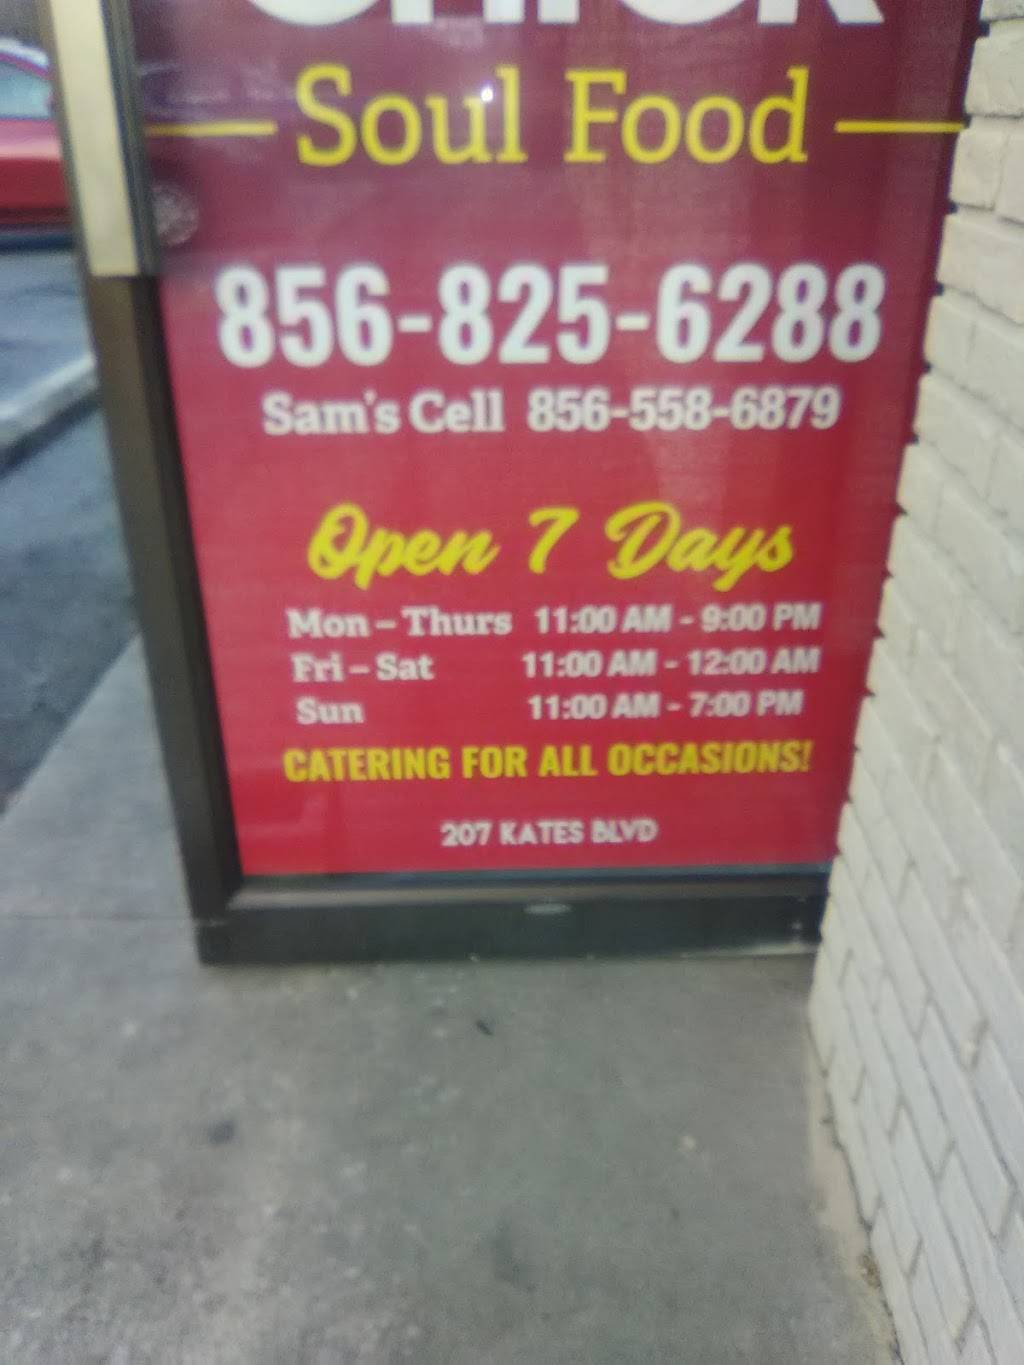 Soul Food
856-825-6288
Sam's Cell 856-558-6879
Open 7 Days
Mon – Thurs 11:00 AM - 9:00 PM
Fri – Sat 11:00 AM - 12:00 AM
Sun 11:00 AM - 7:00 PM
CATERING FOR ALL OCCASIONS!
207 KATES BLVD